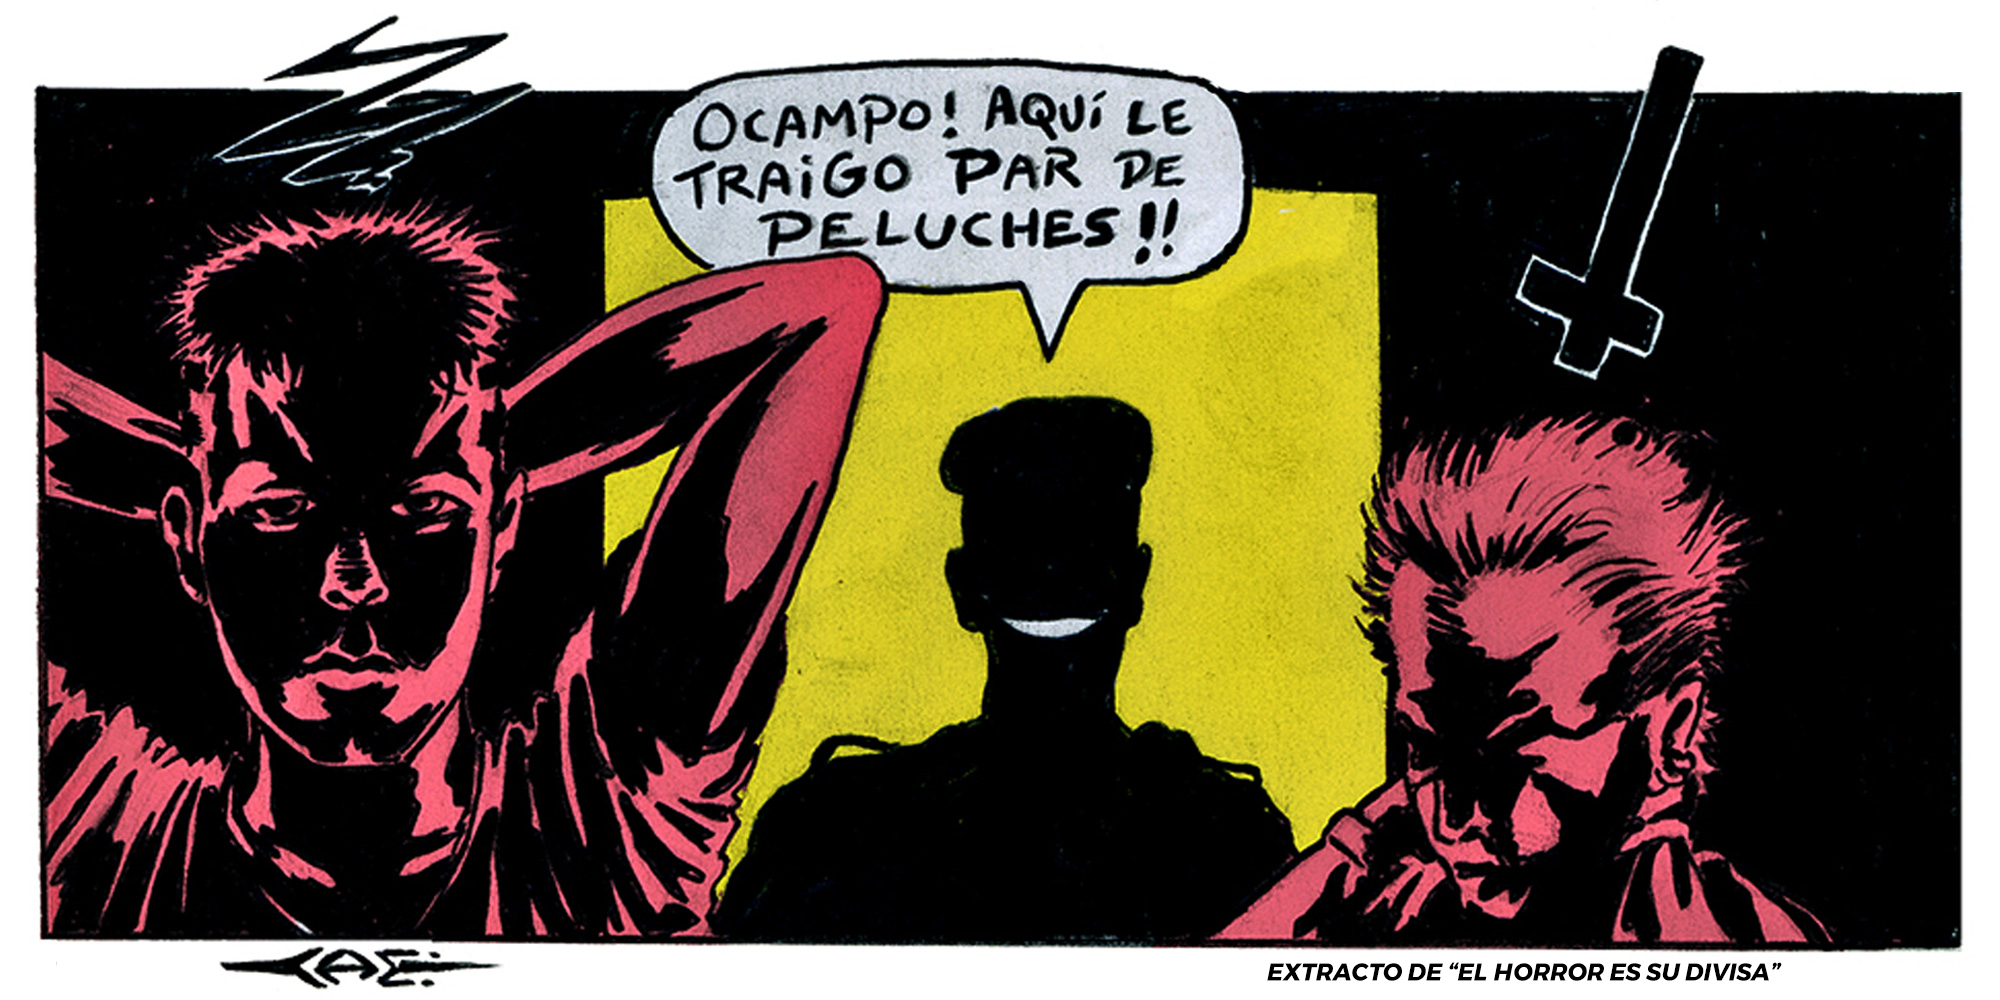 OCAMPO! AQUÍ LE
TRAIGO PAR DE
PELUCHES!!
EXTRACTO DE “EL HORROR ES SU DIVISA”